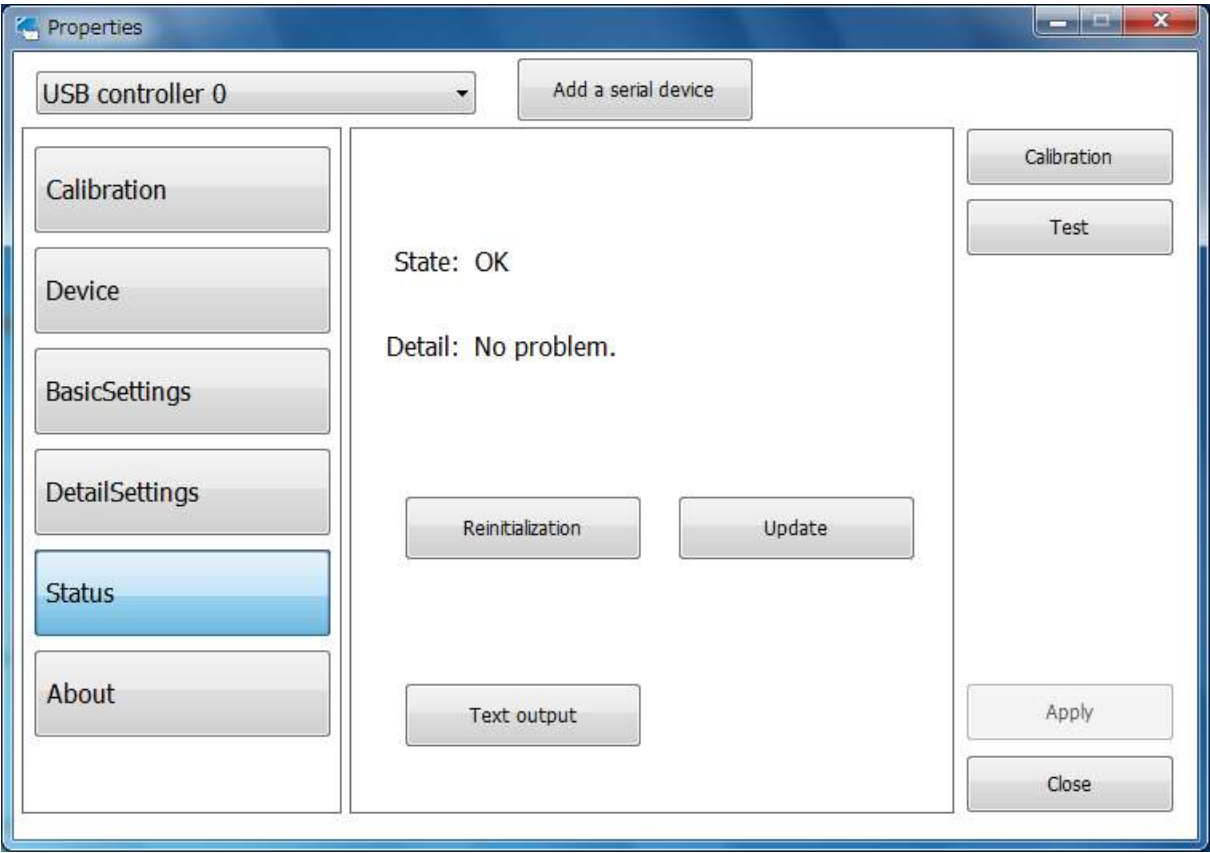 Properties
USB controller 0
Add a serial device
Calibration
Device
BasicSettings
DetailSettings
Status
About
State: OK
Detail: No problem.
Reinitialization
Update
Text output
Calibration
Test
Apply
Close